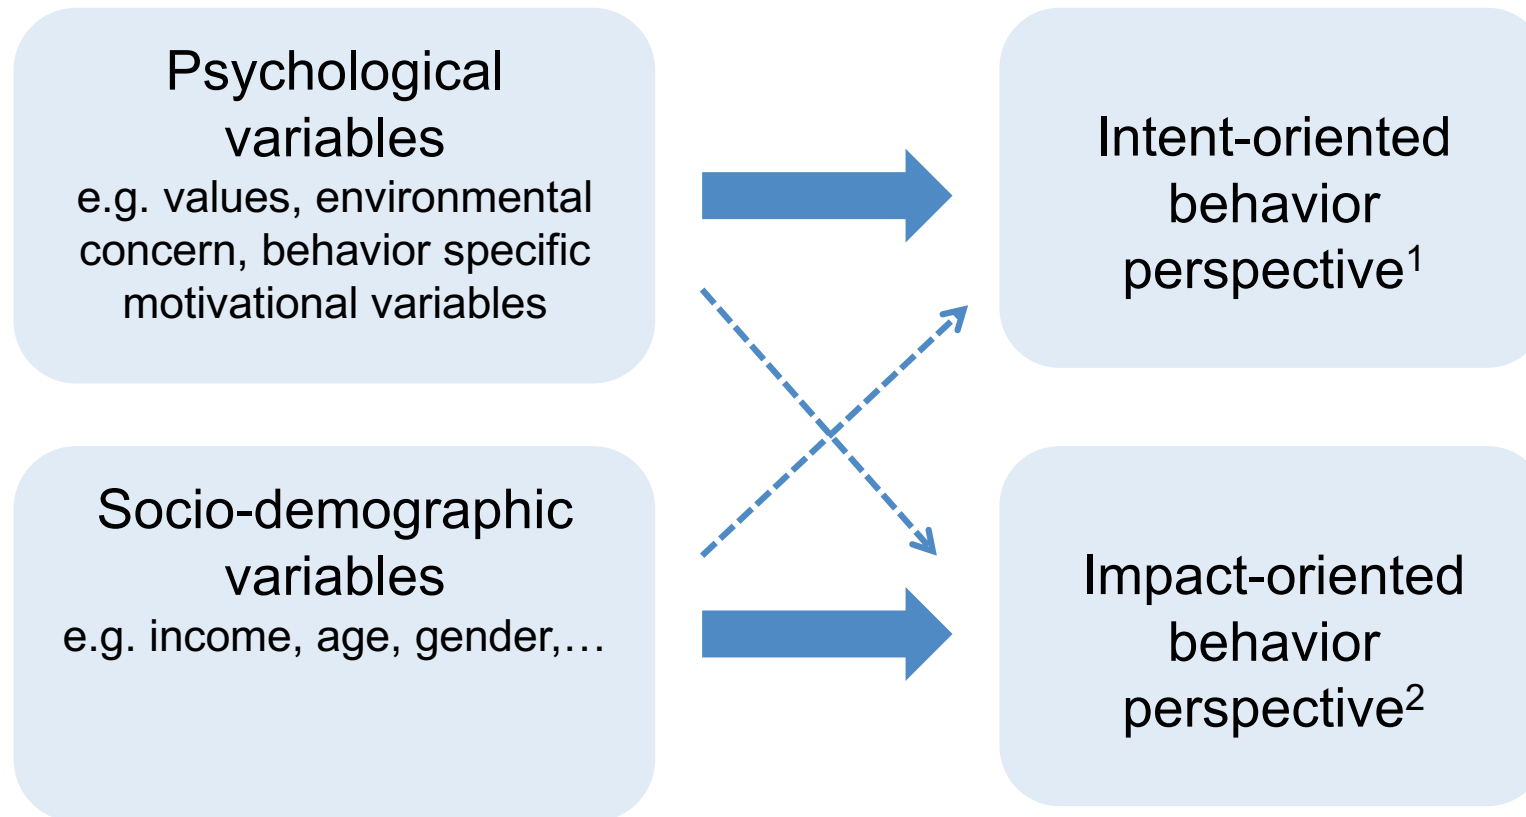 Psychological
variables
e.g. values, environmental
concern, behavior specific
motivational variables
Intent-oriented
behavior
perspective¹
Socio-demographic
variables
e.g. income, age, gender,…
Impact-oriented
behavior
perspective²